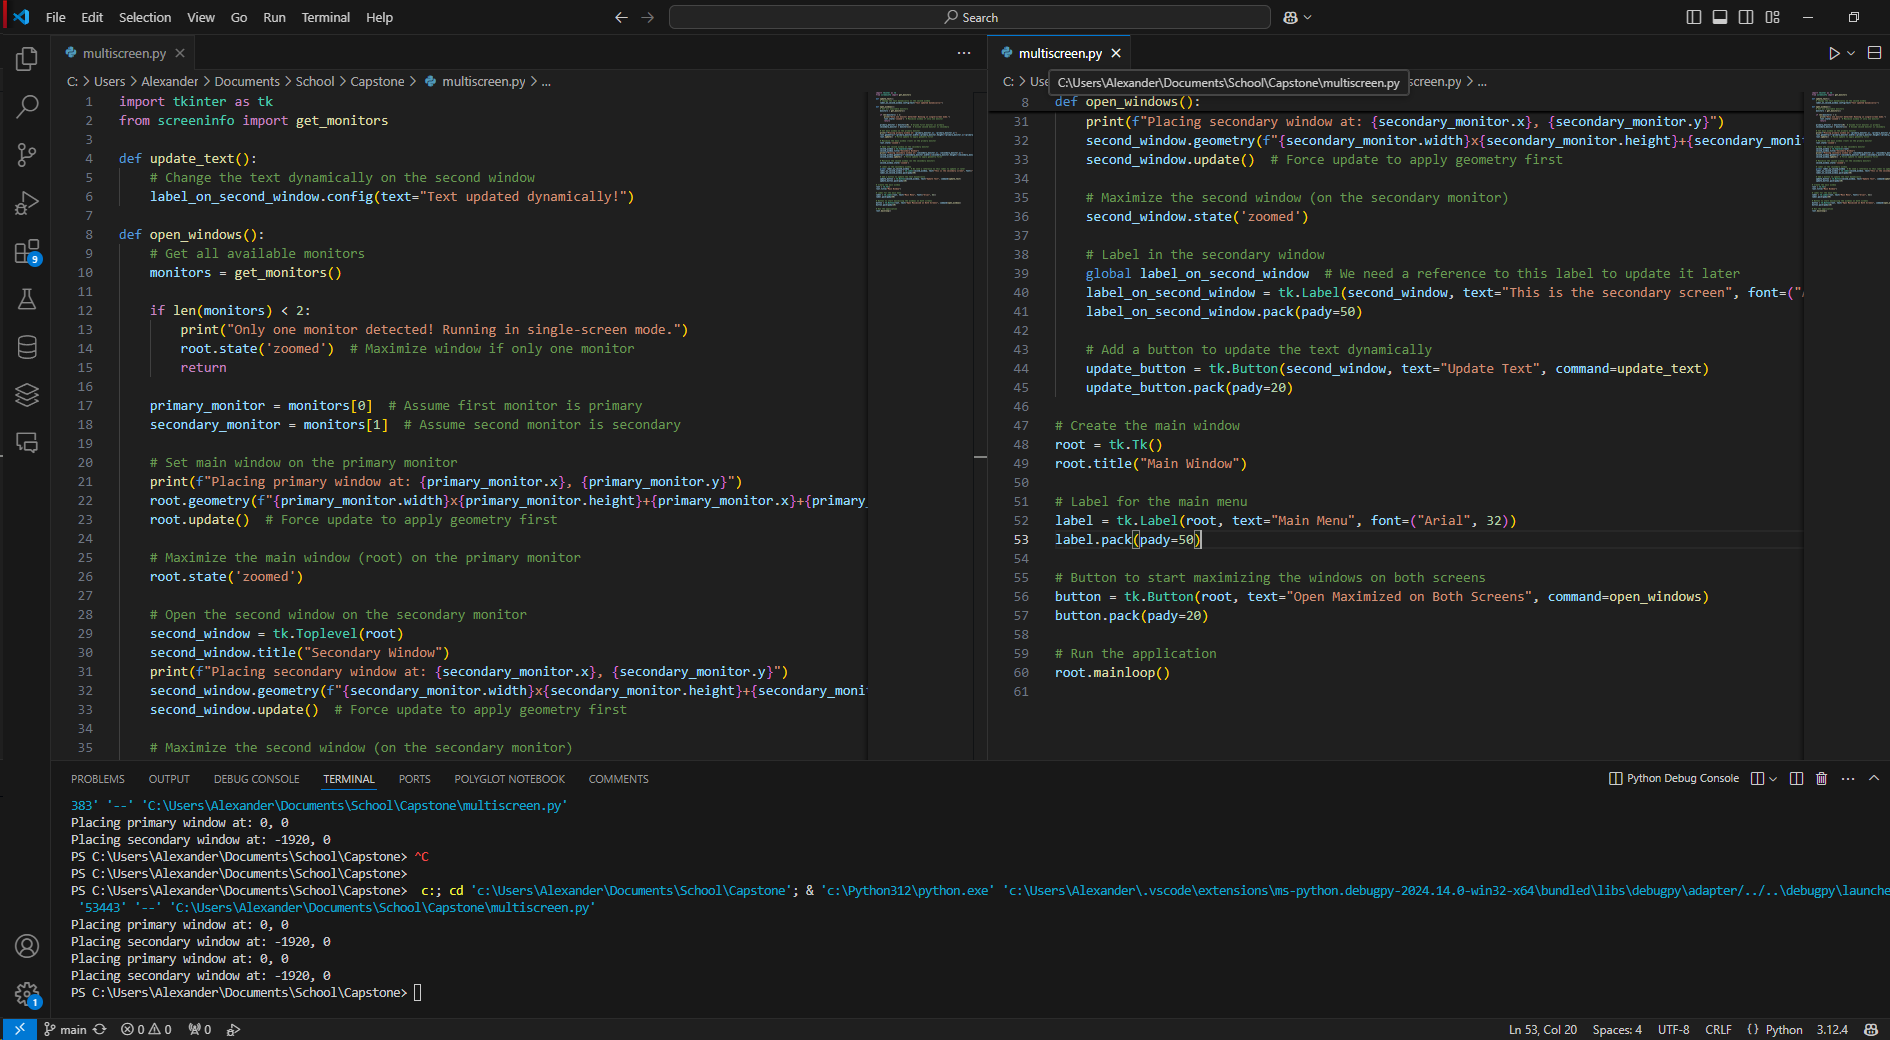 File Edit Selection View Go Run Terminal Help Search
multiscreen.py
C: > Users > Alexander > Documents > School > Capstone > multiscreen.py > ...
1 import tkinter as tk
2 from screeninfo import get_monitors
3
4 def update_text():
5 # Change the text dynamically on the second window
6 label_on_second_window.config(text="Text updated dynamically!")
7
8 def open_windows():
9 # Get all available monitors
10 monitors = get_monitors()
11
12 if len(monitors) < 2:
13 print("Only one monitor detected! Running in single-screen mode.")
14 root.state('zoomed') # Maximize window if only one monitor
15 return
16
17 primary_monitor = monitors[0] # Assume first monitor is primary
18 secondary_monitor = monitors[1] # Assume second monitor is secondary
19
20 # Set main window on the primary monitor
21 print(f"Placing primary window at: {primary_monitor.x}, {primary_monitor.y}")
22 root.geometry(f"{primary_monitor.width}x{primary_monitor.height}+{primary_monitor.x}+{primary_
23 root.update() # Force update to apply geometry first
24
25 # Maximize the main window (root) on the primary monitor
26 root.state('zoomed')
27
28 # Open the second window on the secondary monitor
29 second_window = tk.Toplevel(root)
30 second_window.title("Secondary Window")
31 print(f"Placing secondary window at: {secondary_monitor.x}, {secondary_monitor.y}")
32 second_window.geometry(f"{secondary_monitor.width}x{secondary_monitor.height}+{secondary_moni
33 second_window.update() # Force update to apply geometry first
34
35 # Maximize the second window (on the secondary monitor)
multiscreen.py
C: > Use
C:\Users\Alexander\Documents\School\Capstone\multiscreen.py
screen.py > ...
8 def open_windows():
31 print(f"Placing secondary window at: {secondary_monitor.x}, {secondary_monitor.y}")
32 second_window.geometry(f"{secondary_monitor.width}x{secondary_monitor.height}+{secondary_moni
33 second_window.update() # Force update to apply geometry first
34
35 # Maximize the second window (on the secondary monitor)
36 second_window.state('zoomed')
37
38 # Label in the secondary window
39 global label_on_second_window # We need a reference to this label to update it later
40 label_on_second_window = tk.Label(second_window, text="This is the secondary screen", font=("
41 label_on_second_window.pack(pady=50)
42
43 # Add a button to update the text dynamically
44 update_button = tk.Button(second_window, text="Update Text", command=update_text)
45 update_button.pack(pady=20)
46
47 # Create the main window
48 root = tk.Tk()
49 root.title("Main Window")
50
51 # Label for the main menu
52 label = tk.Label(root, text="Main Menu", font=("Arial", 32))
53 label.pack(pady=50)
54
55 # Button to start maximizing the windows on both screens
56 button = tk.Button(root, text="Open Maximized on Both Screens", command=open_windows)
57 button.pack(pady=20)
58
59 # Run the application
60 root.mainloop()
61
9
1
PROBLEMS OUTPUT DEBUG CONSOLE TERMINAL PORTS POLYGLOT NOTEBOOK COMMENTS Python Debug Console
383' '--' 'C:\Users\Alexander\Documents\School\Capstone\multiscreen.py'
Placing primary window at: 0, 0
Placing secondary window at: -1920, 0
PS C:\Users\Alexander\Documents\School\Capstone> ^C
PS C:\Users\Alexander\Documents\School\Capstone>
PS C:\Users\Alexander\Documents\School\Capstone> c:; cd 'c:\Users\Alexander\Documents\School\Capstone'; & 'c:\Python312\python.exe' 'c:\Users\Alexander\.vscode\extensions\ms-python.debugpy-2024.14.0-win32-x64\bundled\libs\debugpy\adapter/../..\debugpy\launche
'53443' '--' 'C:\Users\Alexander\Documents\School\Capstone\multiscreen.py'
Placing primary window at: 0, 0
Placing secondary window at: -1920, 0
Placing primary window at: 0, 0
Placing secondary window at: -1920, 0
PS C:\Users\Alexander\Documents\School\Capstone>
main 0 0 0 Ln 53, Col 20 Spaces: 4 UTF-8 CRLF {} Python 3.12.4